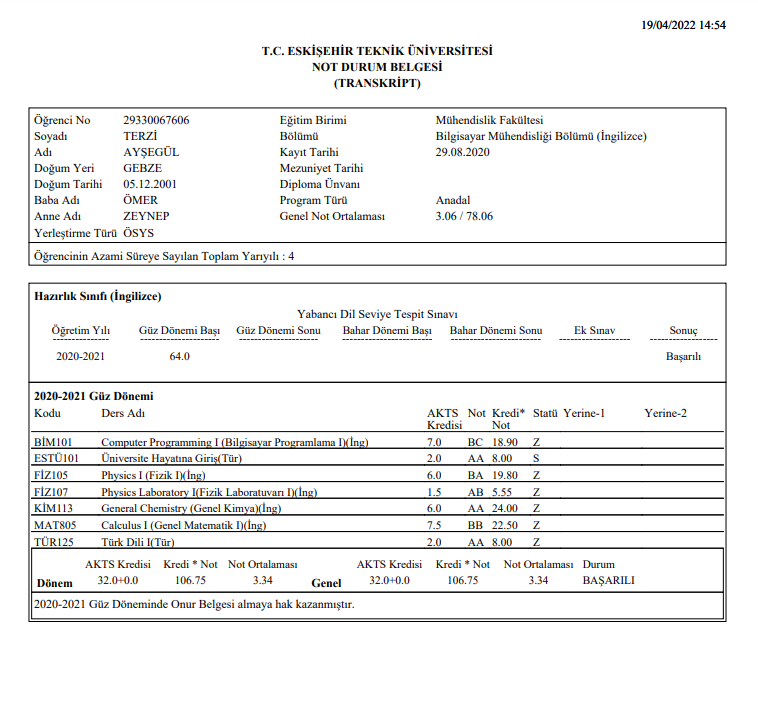 19/04/2022 14:54
T.C. ESKİŞEHİR TEKNİK ÜNİVERSİTESİ
NOT DURUM BELGESİ
(TRANSKRİPT)
Öğrenci No 29330067606 Eğitim Birimi Mühendislik Fakültesi
Soyadı TERZİ Bölümü Bilgisayar Mühendisliği Bölümü (İngilizce)
Adı AYŞEGÜL Kayıt Tarihi 29.08.2020
Doğum Yeri GEBZE Mezuniyet Tarihi
Doğum Tarihi 05.12.2001 Diploma Ünvanı
Baba Adı ÖMER Program Türü Anadal
Anne Adı ZEYNEP Genel Not Ortalaması 3.06 / 78.06
Yerleştirme Türü ÖSYS
Öğrencinin Azami Süreye Sayılan Toplam Yarıyılı : 4
Hazırlık Sınıfı (İngilizce)
Yabancı Dil Seviye Tespit Sınavı
Öğretim Yılı Güz Dönemi Başı Güz Dönemi Sonu Bahar Dönemi Başı Bahar Dönemi Sonu Ek Sınav Sonuç
2020-2021 64.0 Başarılı
2020-2021 Güz Dönemi
Kodu Ders Adı AKTS Not Kredi* Statü Yerine-1 Yerine-2
Kredisi Not
BİM101 Computer Programming I (Bilgisayar Programlama I)(İng) 7.0 BC 18.90 Z
ESTÜ101 Üniversite Hayatına Giriş(Tür) 2.0 AA 8.00 S
FİZ105 Physics I (Fizik I)(İng) 6.0 BA 19.80 Z
FİZ107 Physics Laboratory I(Fizik Laboratuvarı I)(İng) 1.5 AB 5.55 Z
KİM113 General Chemistry (Genel Kimya)(İng) 6.0 AA 24.00 Z
MAT805 Calculus I (Genel Matematik I)(İng) 7.5 BB 22.50 Z
TÜR125 Türk Dili I(Tür) 2.0 AA 8.00 Z
AKTS Kredisi Kredi * Not Not Ortalaması AKTS Kredisi Kredi * Not Not Ortalaması Durum
Dönem 32.0+0.0 106.75 3.34 Genel 32.0+0.0 106.75 3.34 BAŞARILI
2020-2021 Güz Döneminde Onur Belgesi almaya hak kazanmıştır.